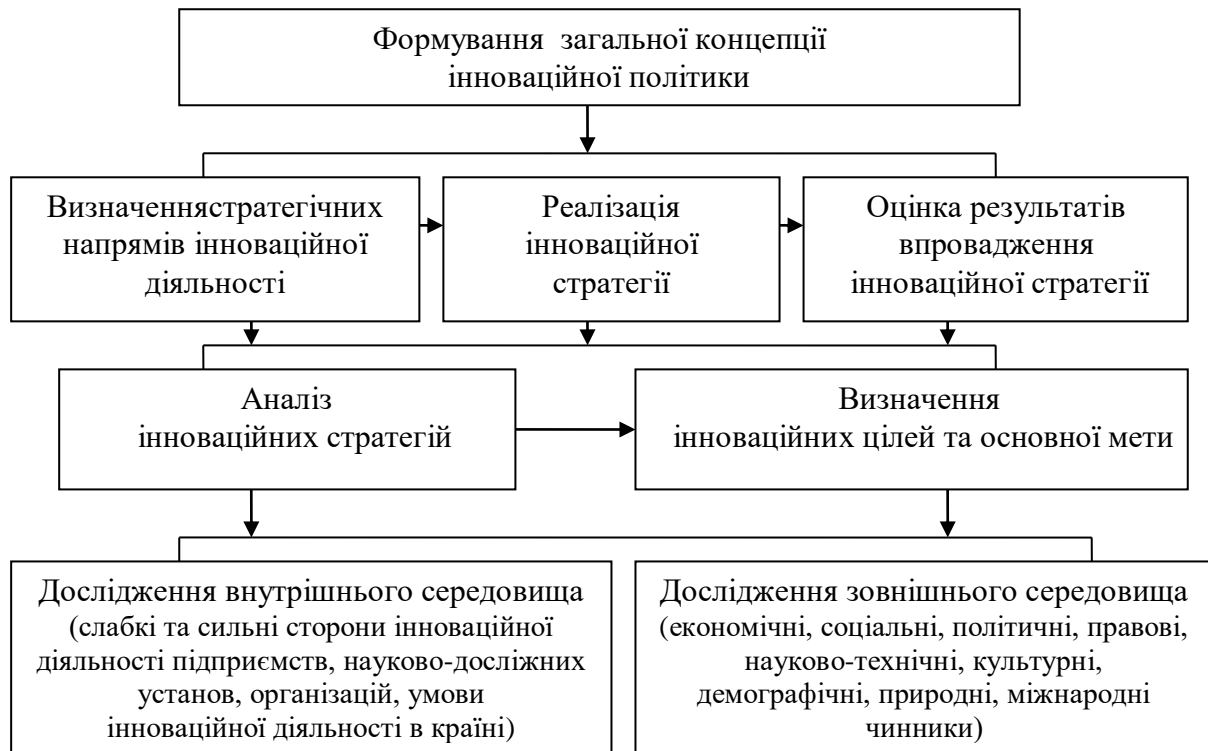 Формування загальної концепції
інноваційної політики
Визначеннястратегічних
напрямів інноваційної
діяльності
Реалізація
інноваційної
стратегії
Оцінка результатів
впровадження
інноваційної стратегії
Аналіз
інноваційних стратегій
Визначення
інноваційних цілей та основної мети
Дослідження внутрішнього середовища
(слабкі та сильні сторони інноваційної
діяльності підприємств, науково-досліжних
установ, організацій, умови
інноваційної діяльності в країні)
Дослідження зовнішнього середовища
(економічні, соціальні, політичні, правові,
науково-технічні, культурні,
демографічні, природні, міжнародні
чинники)